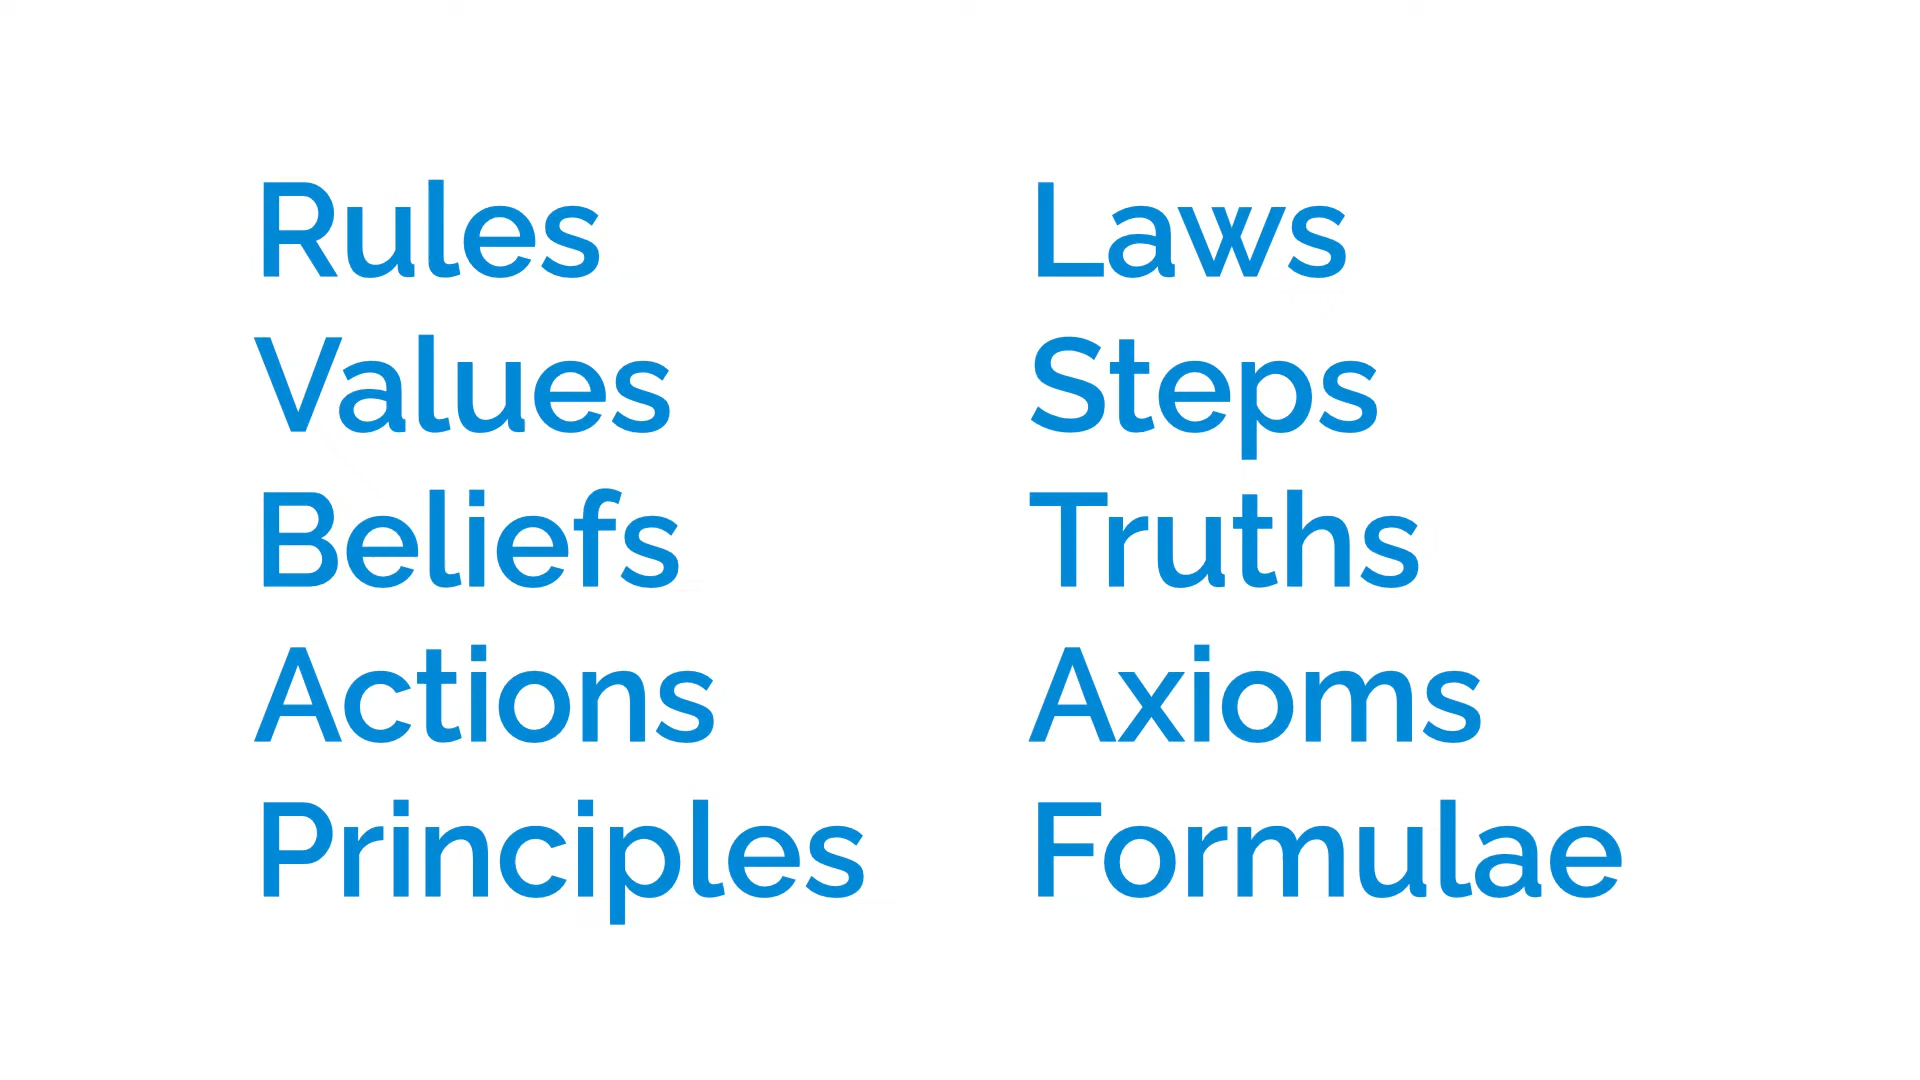 Rules
Values
Beliefs
Actions
Principles
Laws
Steps
Truths
Axioms
Formulae